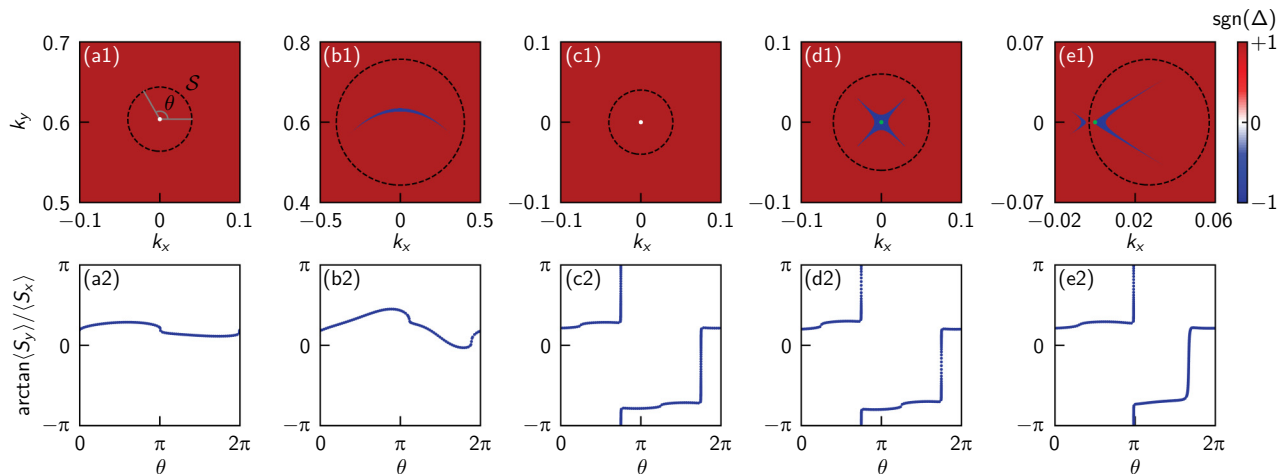 sgn(Δ)
0.7 0.8 0.1 0.1 0.07 +1
(a1) (b1) (c1) (d1) (e1)
S
θ
k_y 0.6 0.6 0 0 0 0
0.5 0.4 −0.1 −0.1 −0.07 −1
−0.1 0 0.1 −0.5 0 0.5 −0.1 0 0.1 −0.1 0 0.1 −0.02 0.02 0.06
k_x k_x k_x k_x k_x
π π π π π
(a2) (b2) (c2) (d2) (e2)
arctan⟨S_y⟩/⟨S_x⟩
0 0 0 0 0
−π −π −π −π −π
0 π 2π 0 π 2π 0 π 2π 0 π 2π 0 π 2π
θ θ θ θ θ